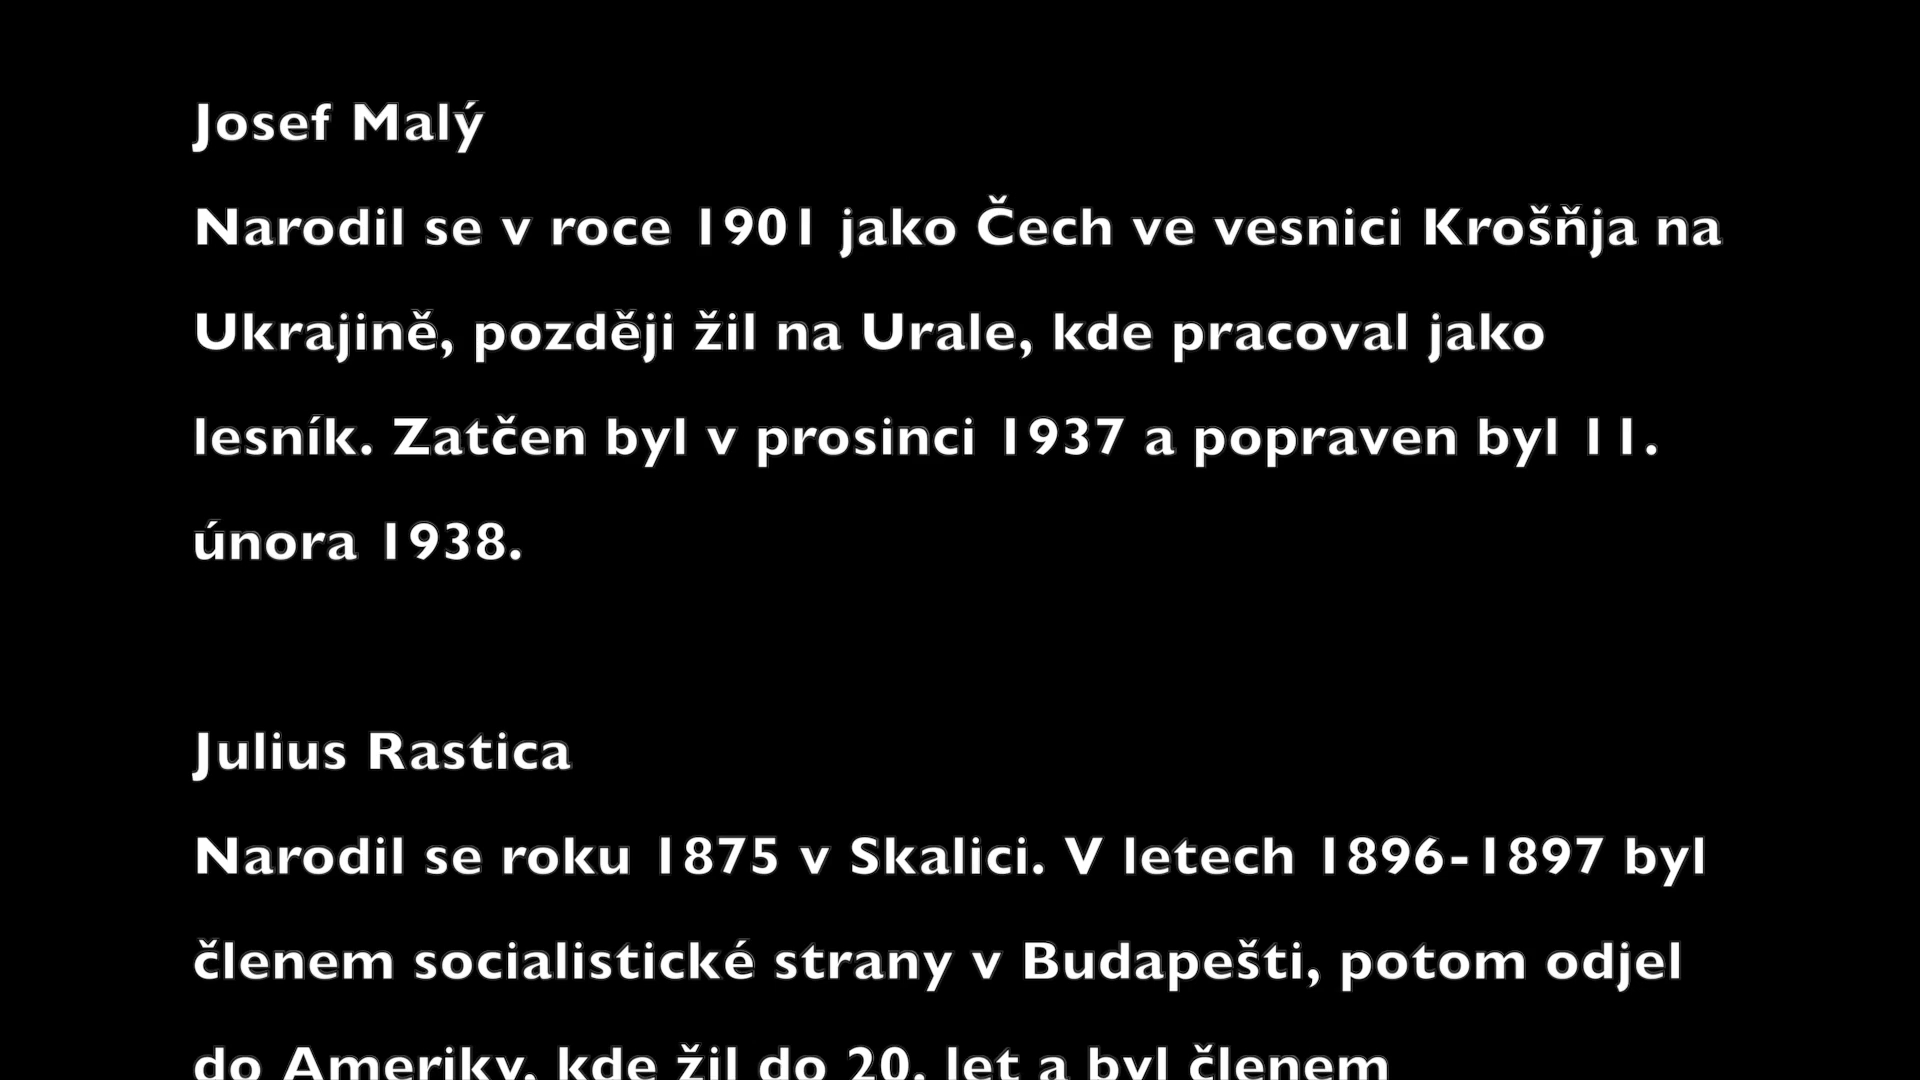 Josef Malý
Narodil se v roce 1901 jako Čech ve vesnici Krošňja na
Ukrajině, později žil na Urale, kde pracoval jako
lesník. Zatčen byl v prosinci 1937 a popraven byl 11.
února 1938.
Julius Rastica
Narodil se roku 1875 v Skalici. V letech 1896-1897 byl
členem socialistické strany v Budapešti, potom odjel
do Ameriky, kde žil do 20. let a byl členem